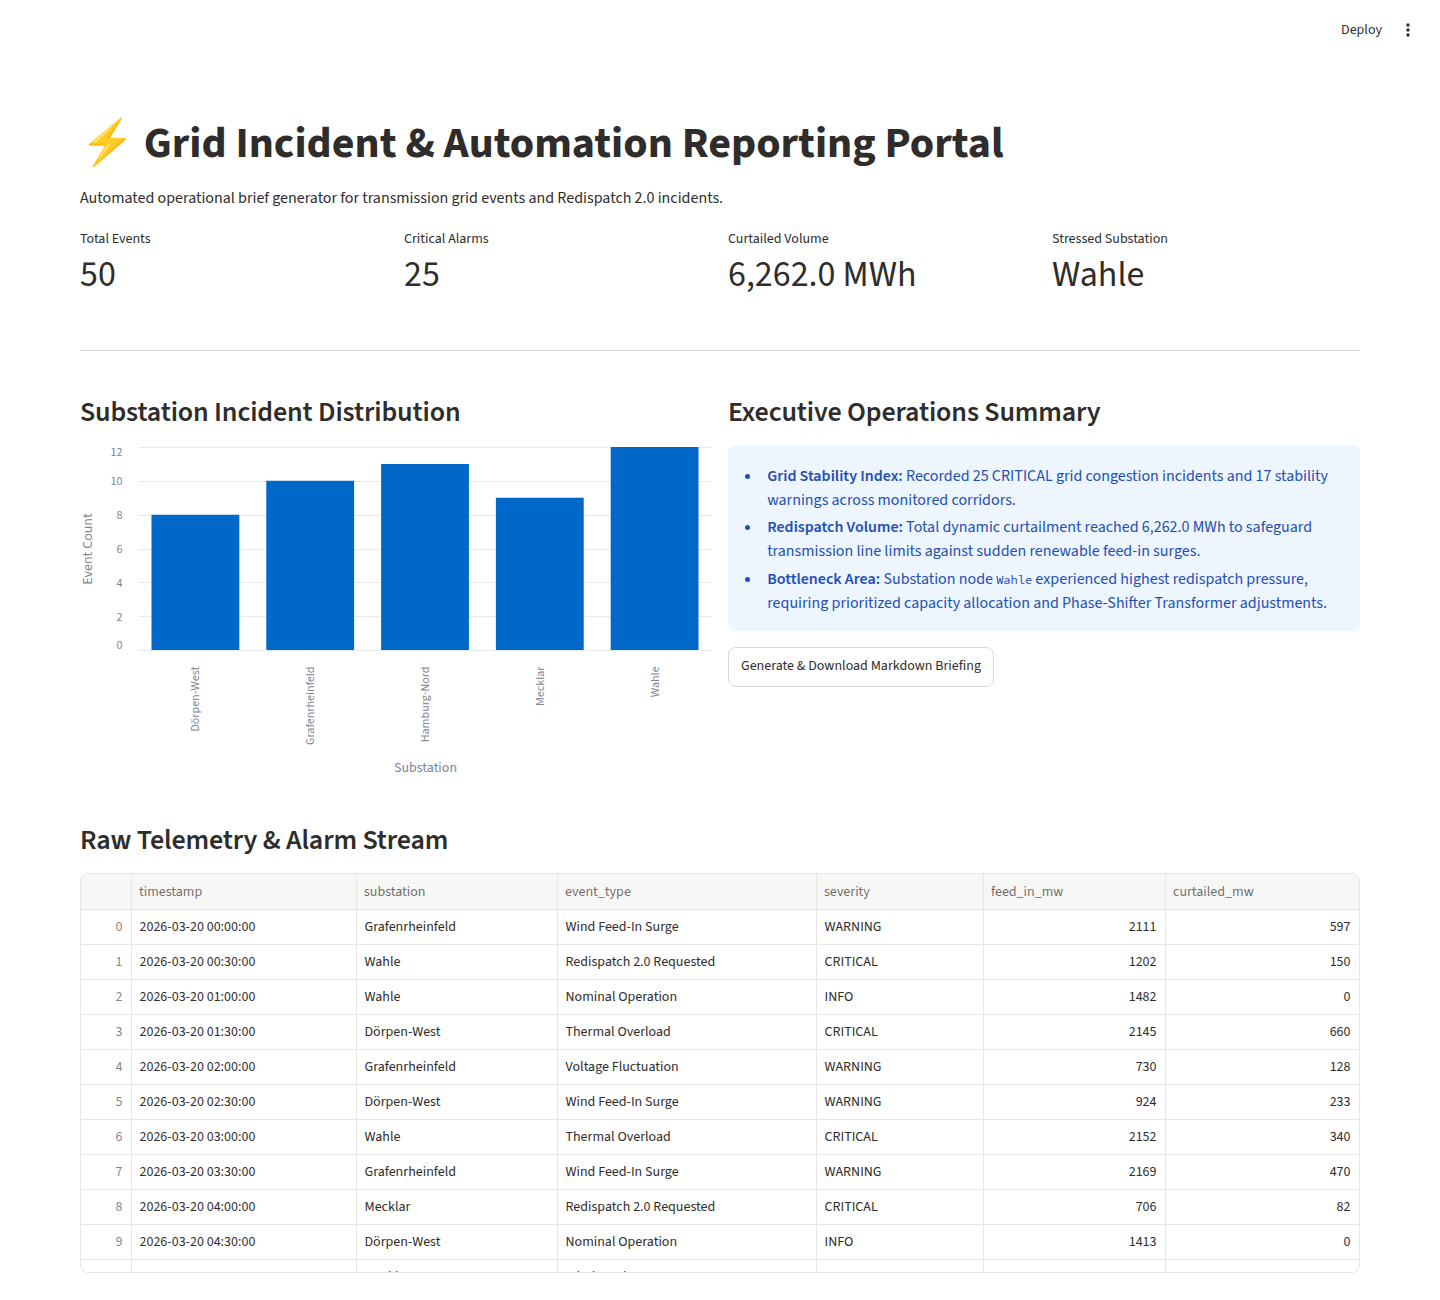 Deploy
⚡ Grid Incident & Automation Reporting Portal
Automated operational brief generator for transmission grid events and Redispatch 2.0 incidents.
Total Events
50
Critical Alarms
25
Curtailed Volume
6,262.0 MWh
Stressed Substation
Wahle
Substation Incident Distribution
12
10
8
6
4
2
0
Event Count
Dörpen-West
Grafenrheinfeld
Hamburg-Nord
Mecklar
Wahle
Substation
Executive Operations Summary
• Grid Stability Index: Recorded 25 CRITICAL grid congestion incidents and 17 stability
warnings across monitored corridors.
• Redispatch Volume: Total dynamic curtailment reached 6,262.0 MWh to safeguard
transmission line limits against sudden renewable feed-in surges.
• Bottleneck Area: Substation node Wahle experienced highest redispatch pressure,
requiring prioritized capacity allocation and Phase-Shifter Transformer adjustments.
Generate & Download Markdown Briefing
Raw Telemetry & Alarm Stream
timestamp substation event_type severity feed_in_mw curtailed_mw
0 2026-03-20 00:00:00 Grafenrheinfeld Wind Feed-In Surge WARNING 2111 597
1 2026-03-20 00:30:00 Wahle Redispatch 2.0 Requested CRITICAL 1202 150
2 2026-03-20 01:00:00 Wahle Nominal Operation INFO 1482 0
3 2026-03-20 01:30:00 Dörpen-West Thermal Overload CRITICAL 2145 660
4 2026-03-20 02:00:00 Grafenrheinfeld Voltage Fluctuation WARNING 730 128
5 2026-03-20 02:30:00 Dörpen-West Wind Feed-In Surge WARNING 924 233
6 2026-03-20 03:00:00 Wahle Thermal Overload CRITICAL 2152 340
7 2026-03-20 03:30:00 Grafenrheinfeld Wind Feed-In Surge WARNING 2169 470
8 2026-03-20 04:00:00 Mecklar Redispatch 2.0 Requested CRITICAL 706 82
9 2026-03-20 04:30:00 Dörpen-West Nominal Operation INFO 1413 0